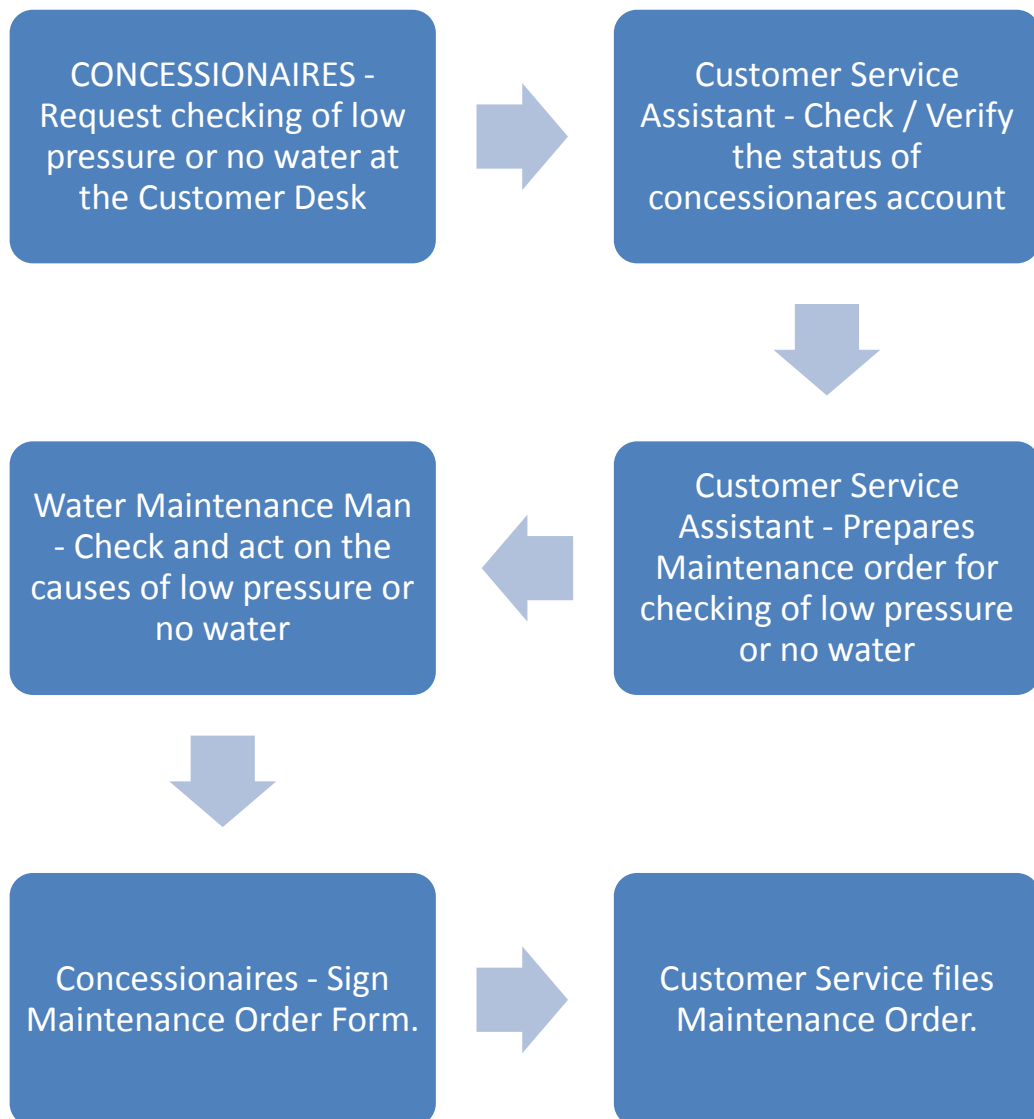 CONCESSIONAIRES -
Request checking of low
pressure or no water at
the Customer Desk
Customer Service
Assistant - Check / Verify
the status of
concessionares account
Customer Service
Assistant - Prepares
Maintenance order for
checking of low pressure
or no water
Water Maintenance Man
- Check and act on the
causes of low pressure or
no water
Concessionaires - Sign
Maintenance Order Form.
Customer Service files
Maintenance Order.